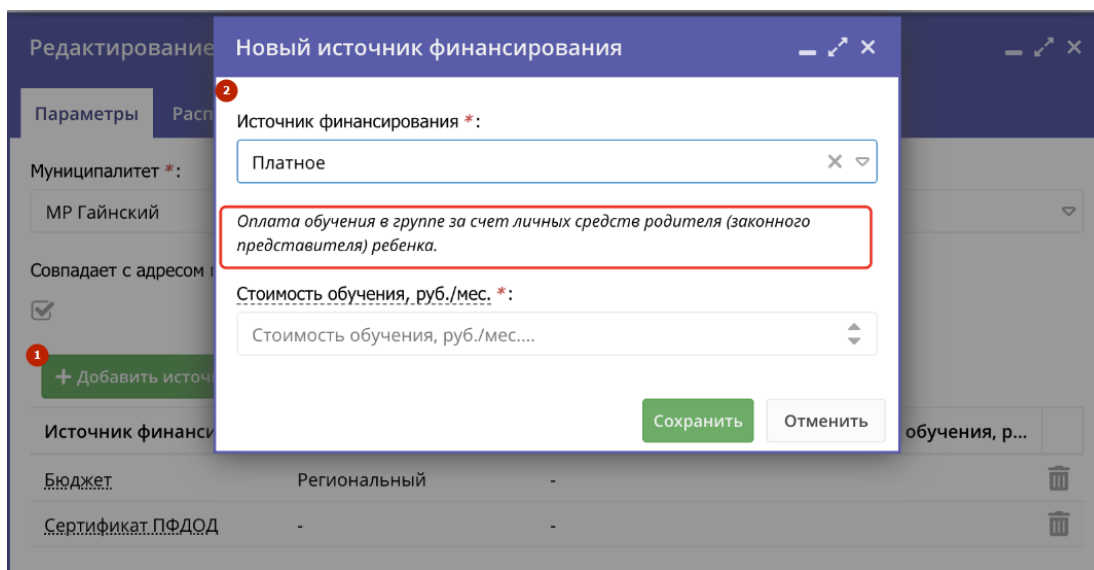 Редактирование
Новый источник финансирования
2
Параметры
Расп
Источник финансирования *:
Платное
Муниципалитет *:
МР Гайнский
Оплата обучения в группе за счет личных средств родителя (законного
представителя) ребенка.
Совпадает с адресом
Стоимость обучения, руб./мес. *:
Стоимость обучения, руб./мес....
1
+ Добавить источ
Сохранить
Отменить
Источник финанси
обучения, р...
Бюджет Региональный -
Сертификат ПФДОД - -